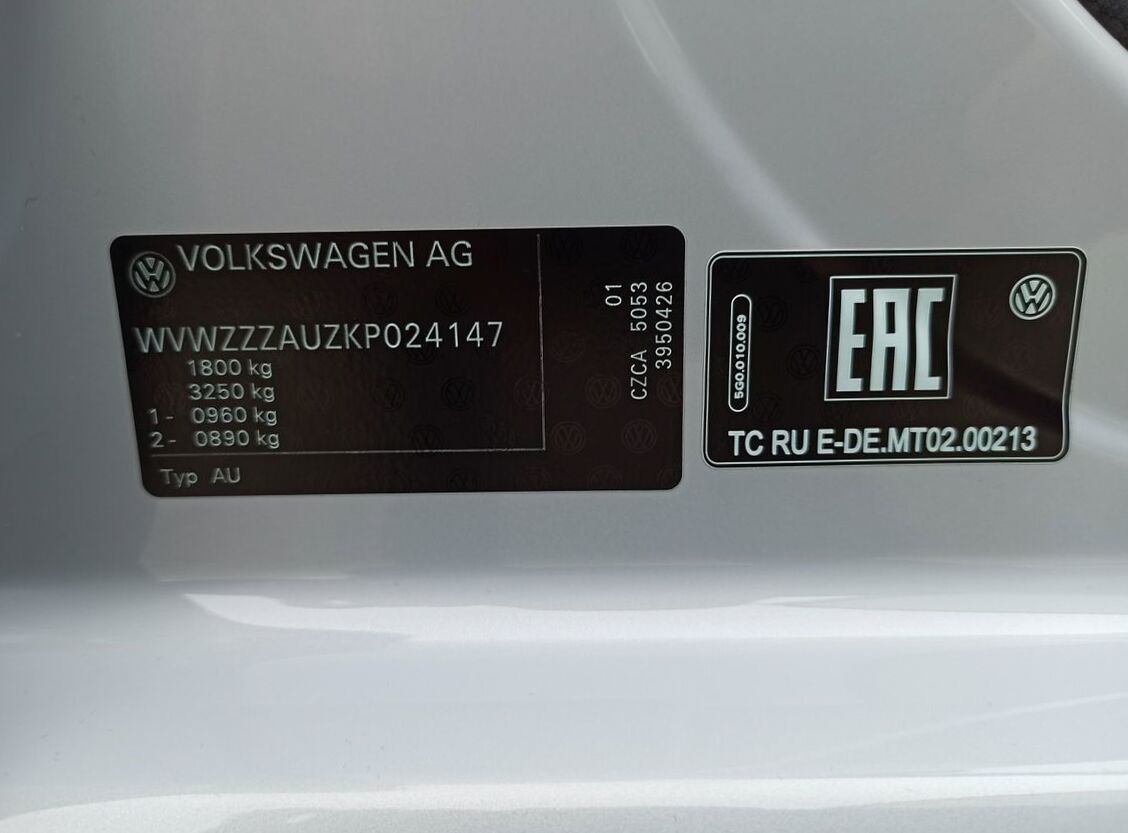 VOLKSWAGEN AG
WVWZZZAUZKP024147
1800 kg
3250 kg
1- 0960 kg
2- 0890 kg
Typ AU
01
CZCA 5053
3950426
5G0.010.009
EAC
TC RU E-DE.MT02.00213